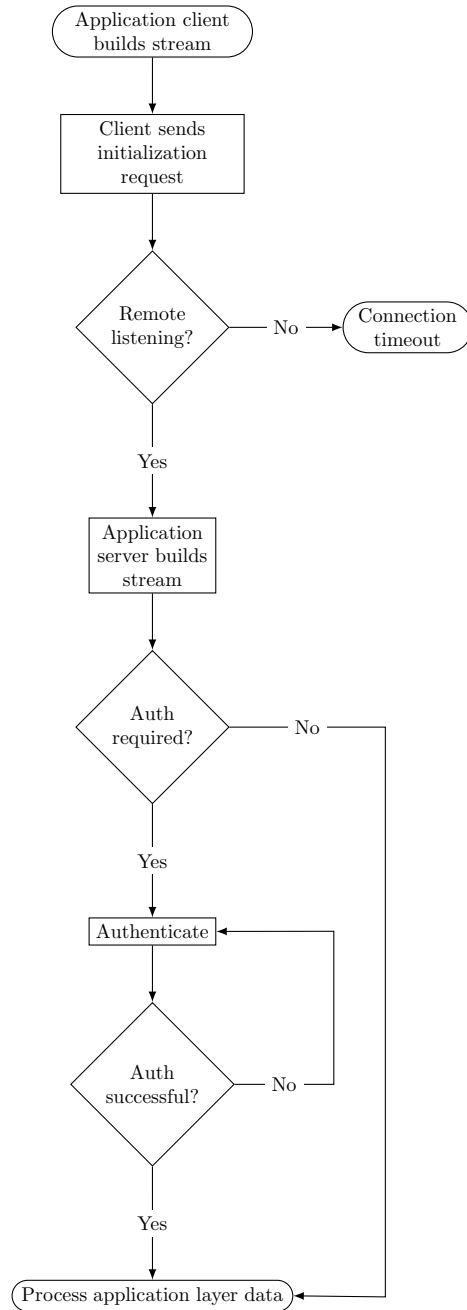 Application client
builds stream
Client sends
initialization
request
Remote
listening?
No
Connection
timeout
Yes
Application
server builds
stream
Auth
required?
No
Yes
Authenticate
Auth
successful?
No
Yes
Process application layer data